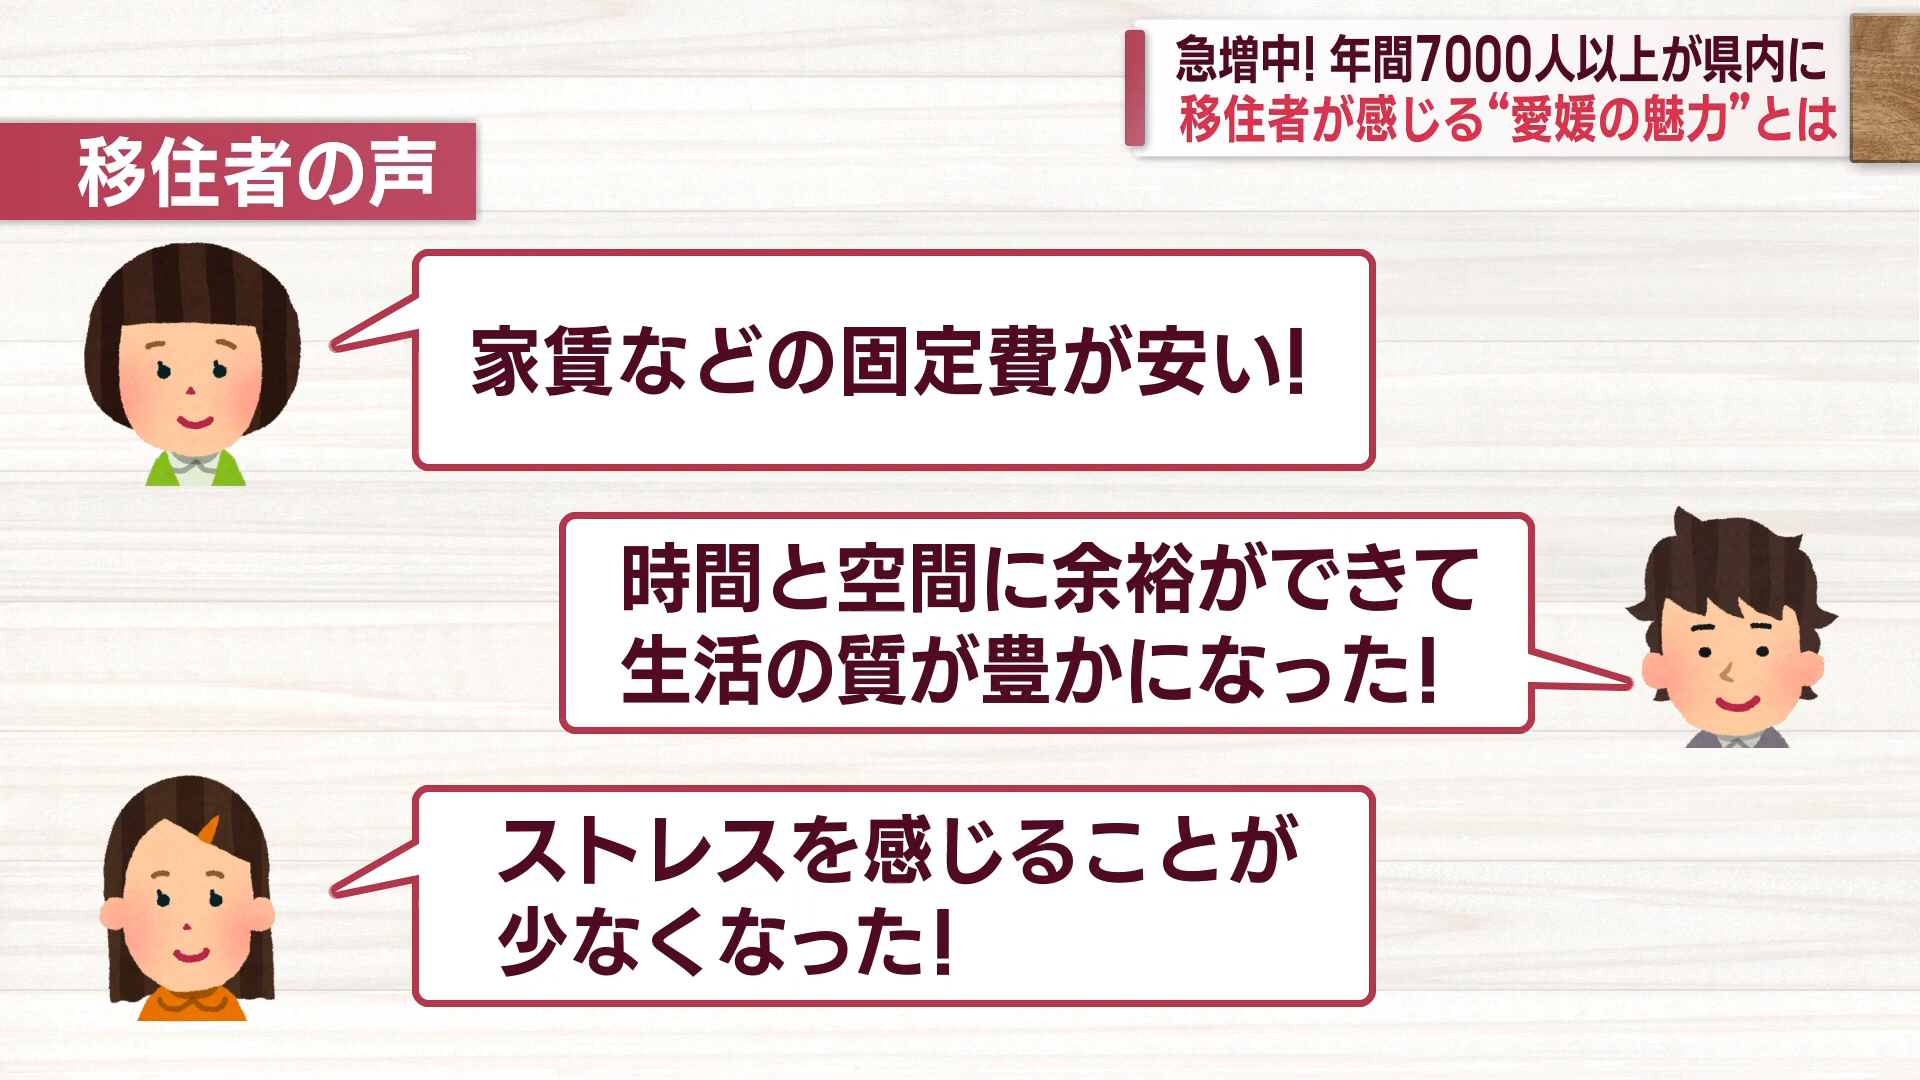 急増中！年間7000人以上が県内に
移住者が感じる“愛媛の魅力”とは
移住者の声
家賃などの固定費が安い！
時間と空間に余裕ができて
生活の質が豊かになった！
ストレスを感じることが
少なくなった！